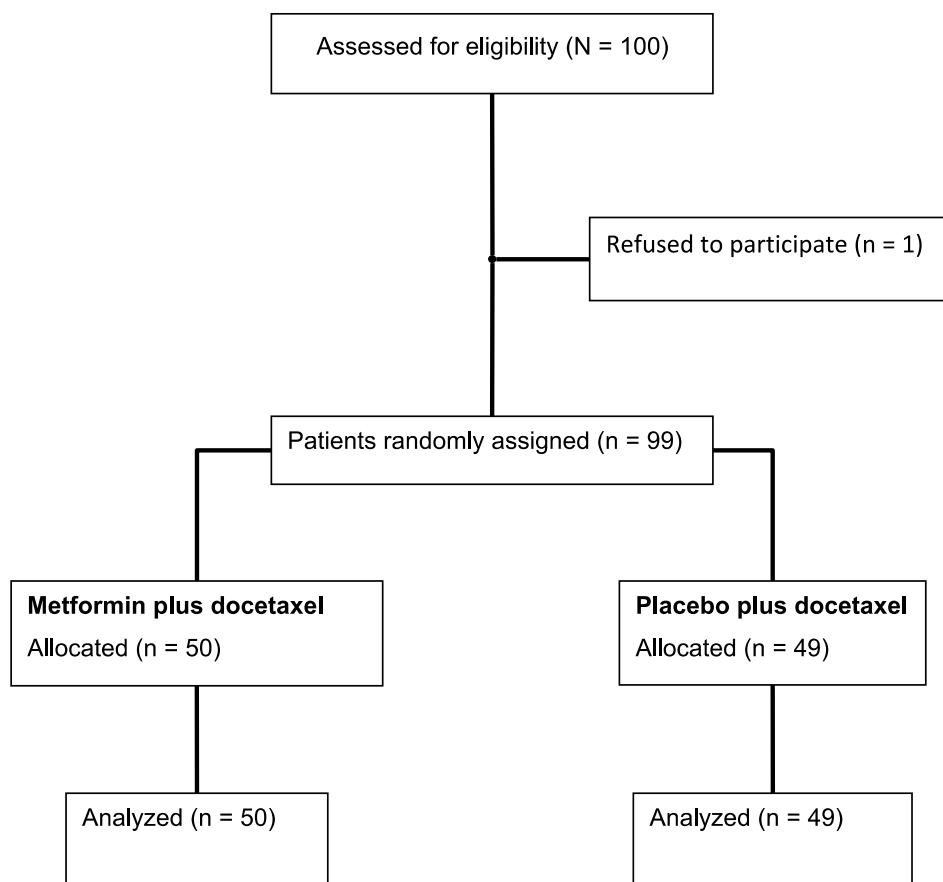 Assessed for eligibility (N = 100)
Refused to participate (n = 1)
Patients randomly assigned (n = 99)
Metformin plus docetaxel
Allocated (n = 50)
Placebo plus docetaxel
Allocated (n = 49)
Analyzed (n = 50)
Analyzed (n = 49)